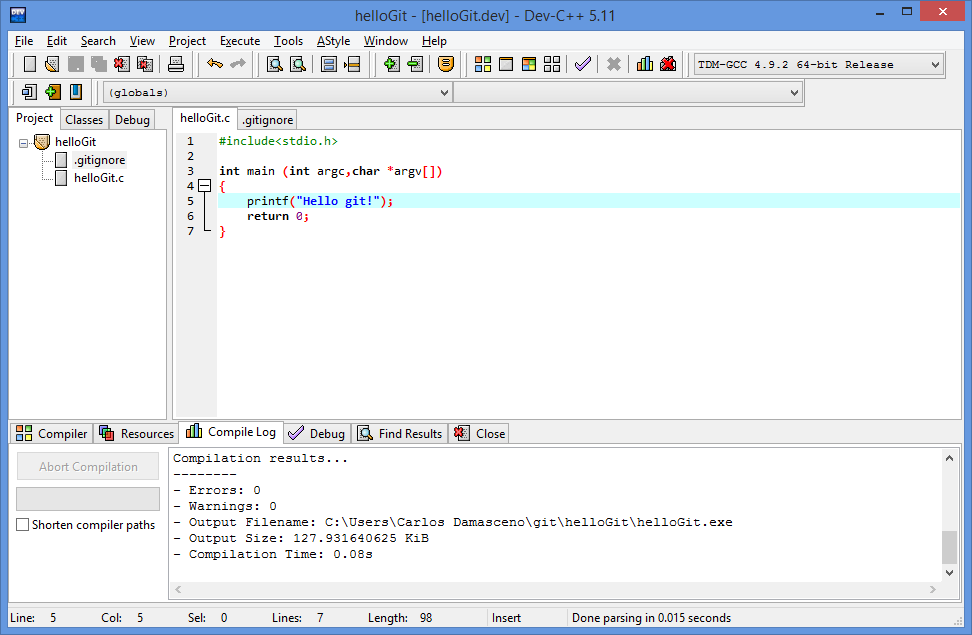 DEV
helloGit - [helloGit.dev] - Dev-C++ 5.11
File Edit Search View Project Execute Tools AStyle Window Help
TDM-GCC 4.9.2 64-bit Release
(globals)
Project Classes Debug
helloGit
.gitignore
helloGit.c
helloGit.c .gitignore
1 #include<stdio.h>
2
3 int main (int argc,char *argv[])
4 {
5 printf("Hello git!");
6 return 0;
7 }
Compiler Resources Compile Log Debug Find Results Close
Abort Compilation
Shorten compiler paths
Compilation results...
--------
- Errors: 0
- Warnings: 0
- Output Filename: C:\Users\Carlos Damasceno\git\helloGit\helloGit.exe
- Output Size: 127.931640625 KiB
- Compilation Time: 0.08s
Line: 5 Col: 5 Sel: 0 Lines: 7 Length: 98 Insert Done parsing in 0.015 seconds